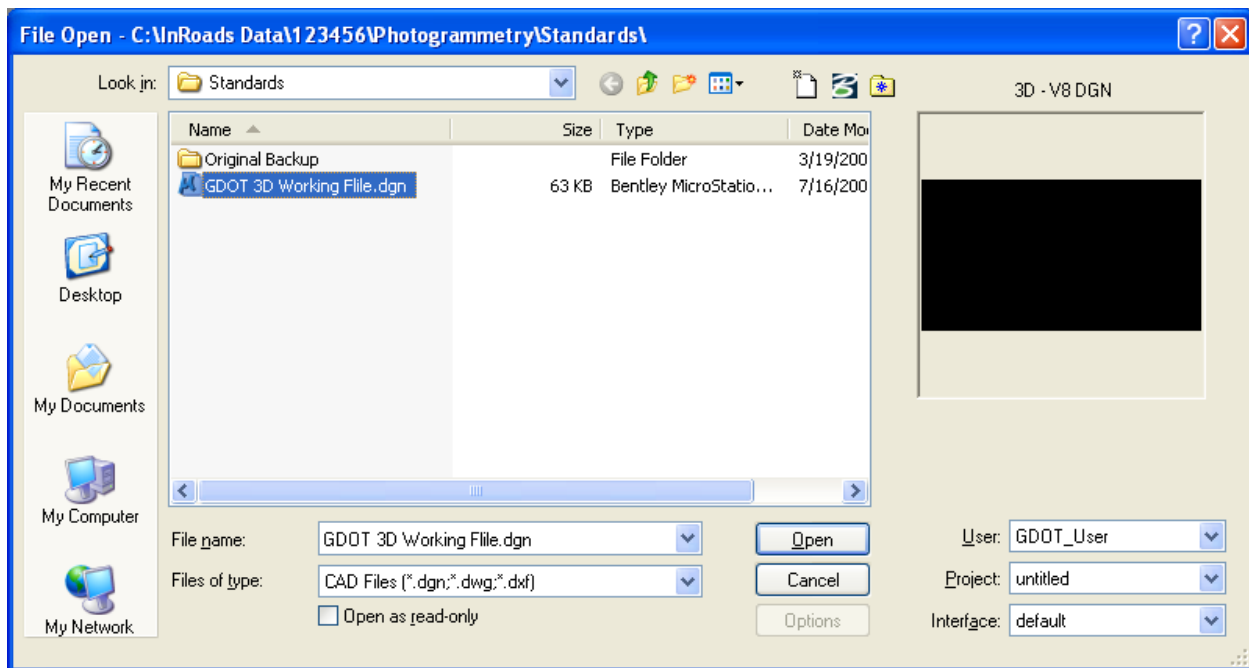 File Open - C:\InRoads Data\123456\Photogrammetry\Standards\
Look in: Standards
3D - V8 DGN
Name Size Type Date Mo
Original Backup File Folder 3/19/200
GDOT 3D Working Flile.dgn 63 KB Bentley MicroStatio... 7/16/200
My Recent
Documents
Desktop
My Documents
My Computer
My Network
File name: GDOT 3D Working Flile.dgn Open
Files of type: CAD Files (*.dgn;*.dwg;*.dxf) Cancel
Open as read-only Options
User: GDOT_User
Project: untitled
Interface: default